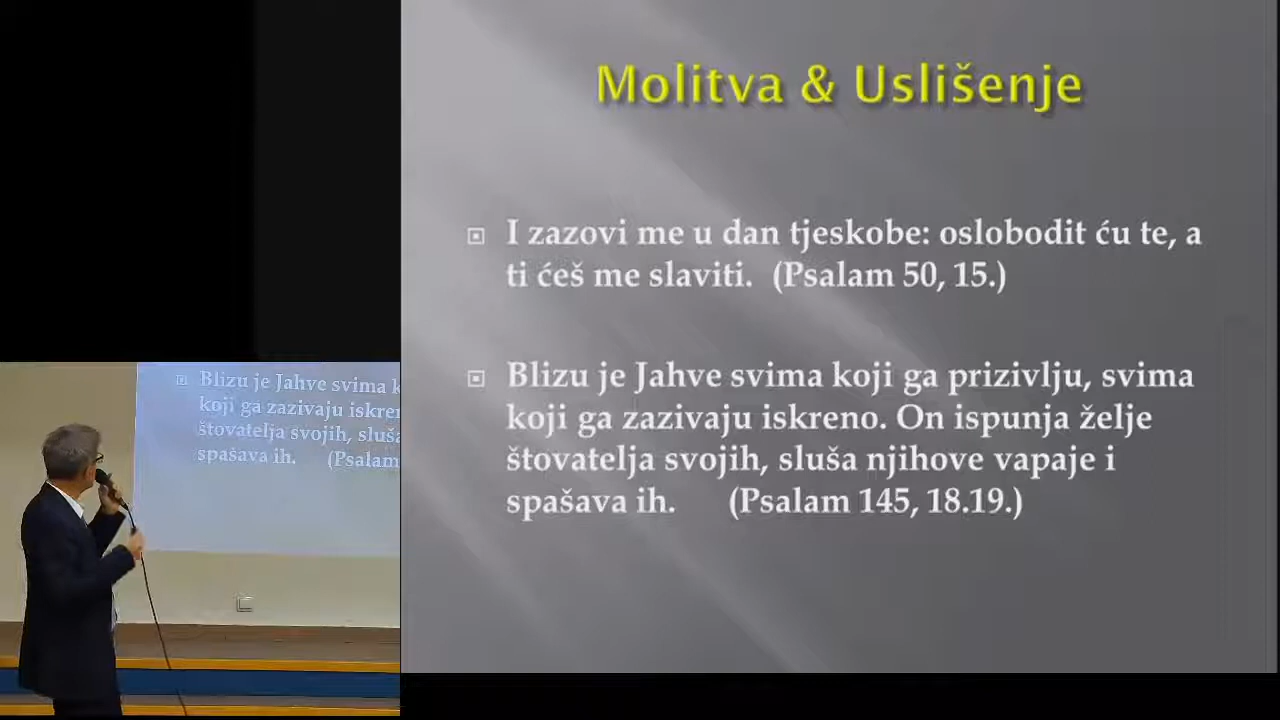 Molitva & Uslišenje
I zazovi me u dan tjeskobe: oslobodit ću te, a
ti ćeš me slaviti. (Psalam 50, 15.)
Blizu je Jahve svima koji ga prizivlju, svima
koji ga zazivaju iskreno. On ispunja želje
štovatelja svojih, sluša njihove vapaje i
spašava ih. (Psalam 145, 18.19.)
Blizu je Jahve svima k
koji ga zazivaju iskren
štovatelja svojih, sluša
spašava ih. (Psalam